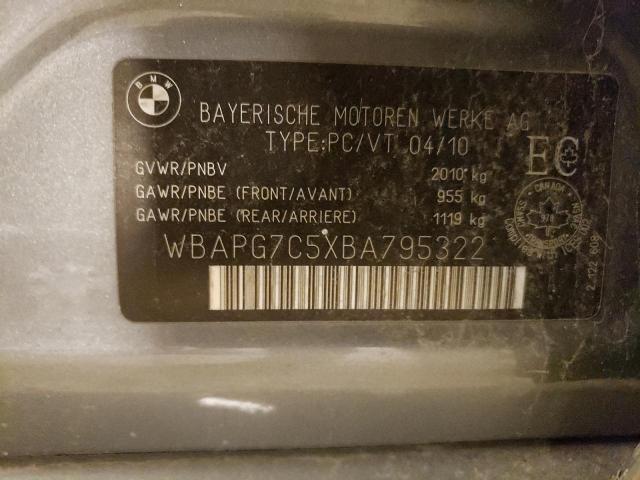 BMW
BAYERISCHE MOTOREN WERKE AG
TYPE:PC/VT 04/10
GVWR/PNBV 2010 kg
GAWR/PNBE (FRONT/AVANT) 955 kg
GAWR/PNBE (REAR/ARRIERE) 1119 kg
WBAPG7C5XBA795322
EC
CANADA